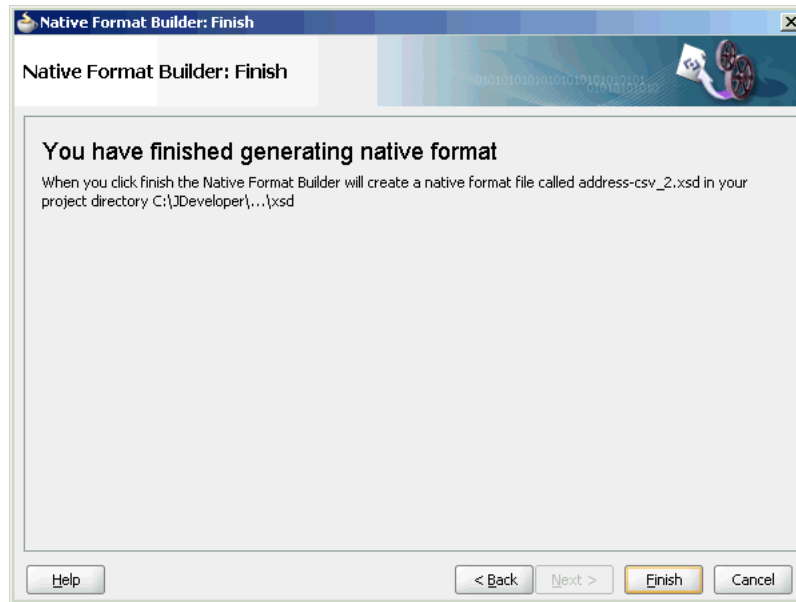 Native Format Builder: Finish
Native Format Builder: Finish
You have finished generating native format
When you click finish the Native Format Builder will create a native format file called address-csv_2.xsd in your
project directory C:\JDeveloper\...\xsd
Help
< Back
Next >
Finish
Cancel